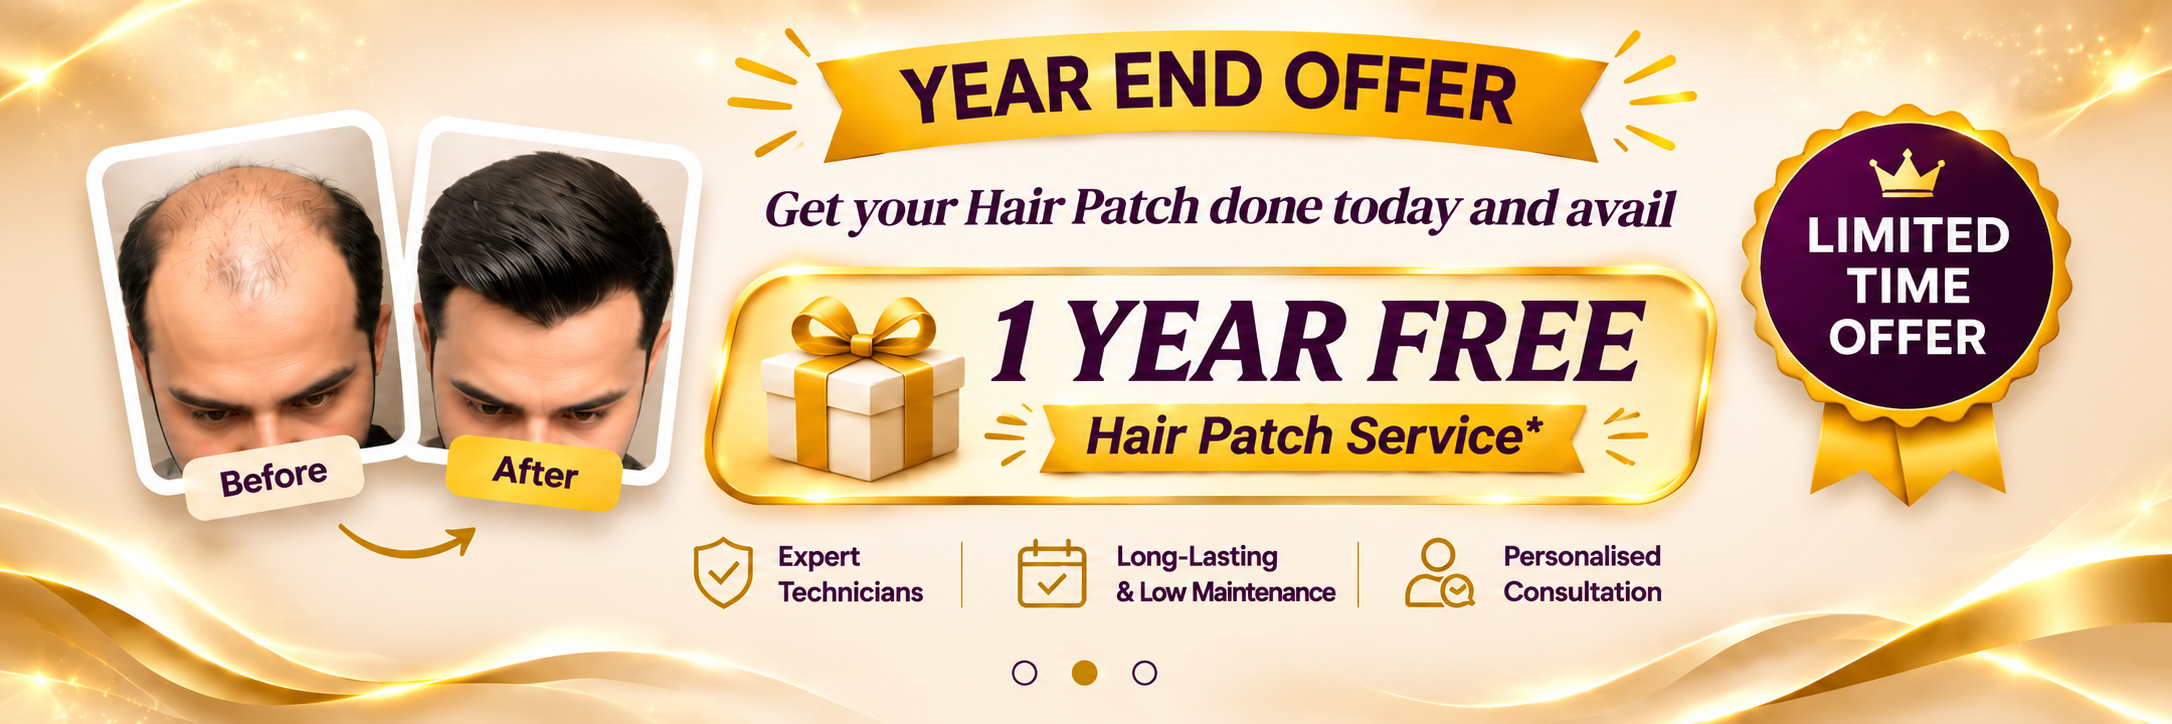 YEAR END OFFER
Get your Hair Patch done today and avail
1 YEAR FREE
Hair Patch Service*
LIMITED
TIME
OFFER
Before
After
Expert
Technicians
Long-Lasting
& Low Maintenance
Personalised
Consultation